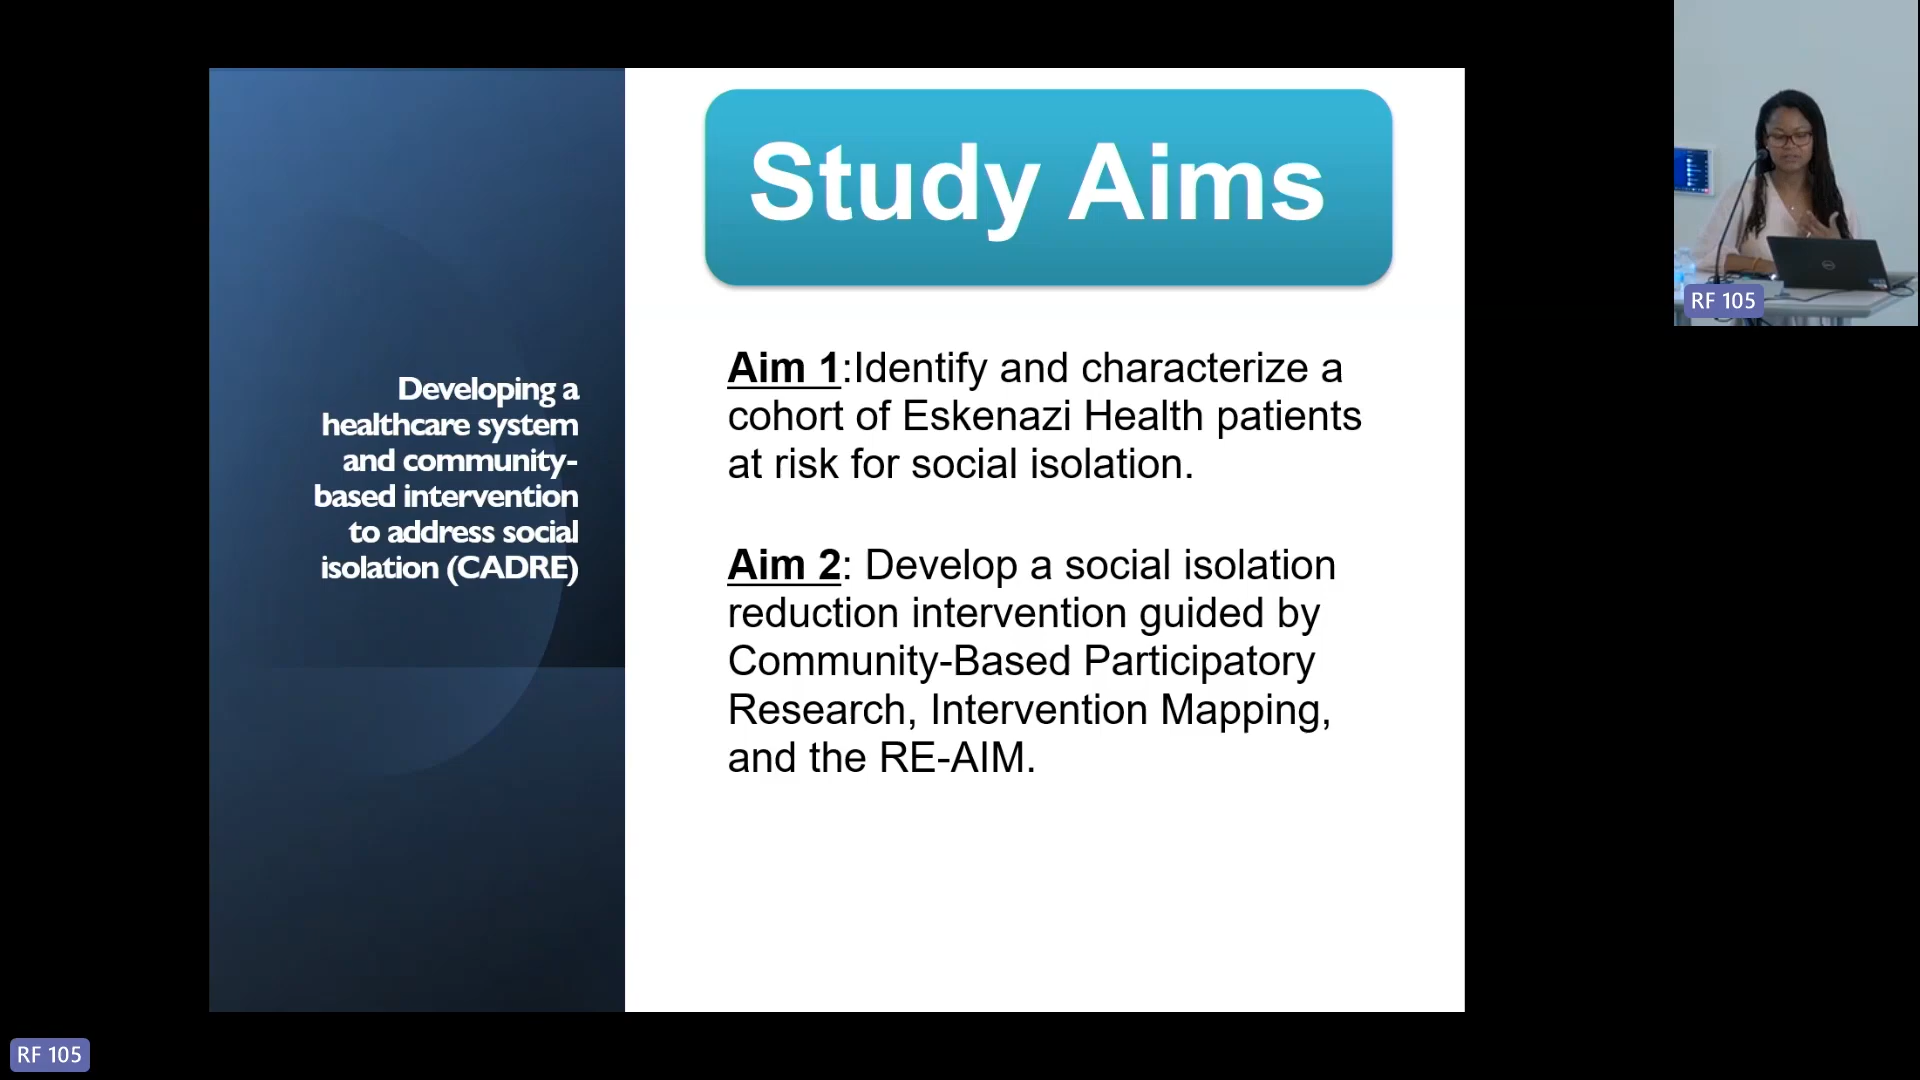 Developing a
healthcare system
and community-
based intervention
to address social
isolation (CADRE)
Study Aims
Aim 1:Identify and characterize a
cohort of Eskenazi Health patients
at risk for social isolation.
Aim 2: Develop a social isolation
reduction intervention guided by
Community-Based Participatory
Research, Intervention Mapping,
and the RE-AIM.
RF 105
RF 105